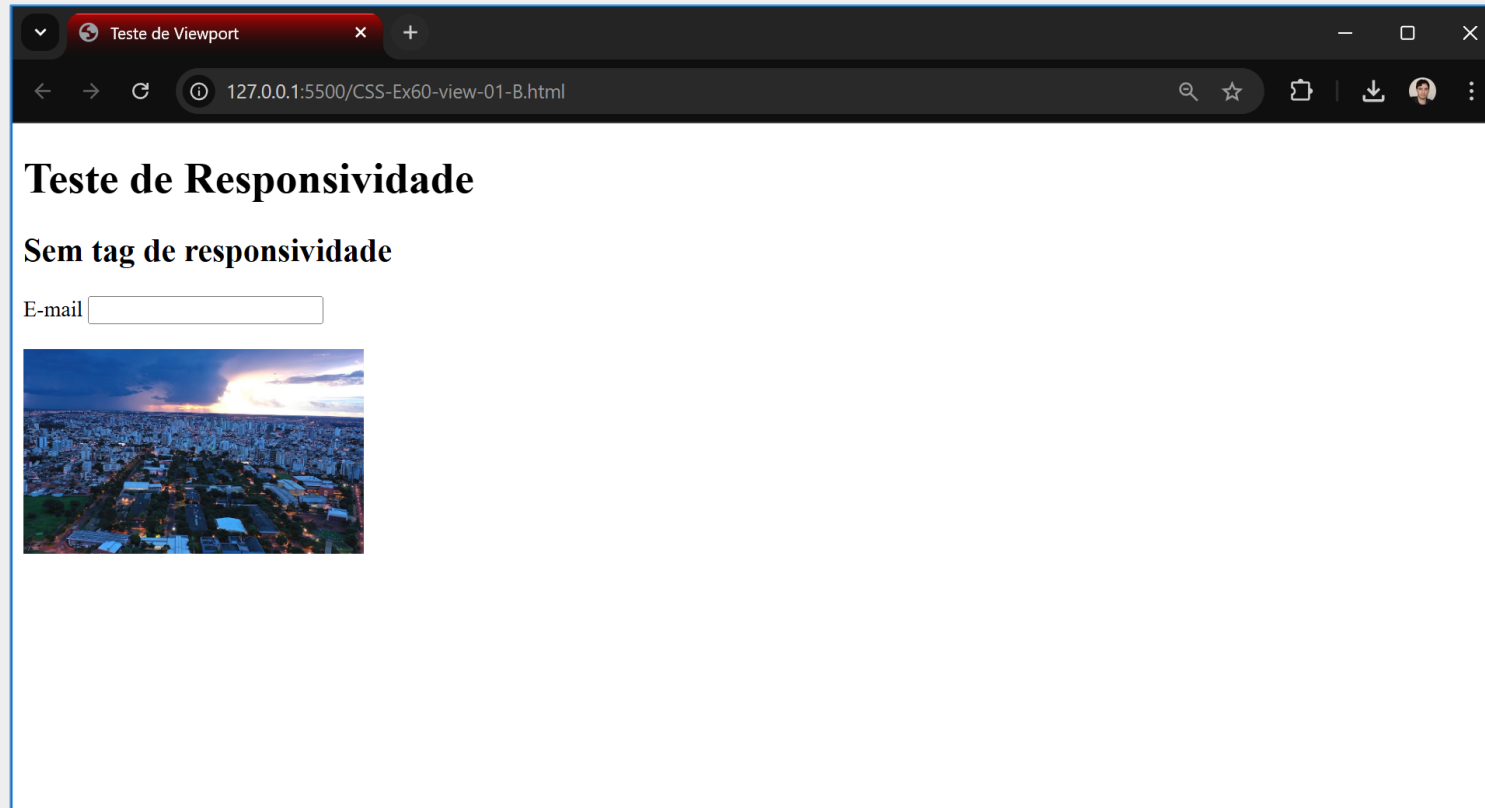 Teste de Viewport
127.0.0.1:5500/CSS-Ex60-view-01-B.html
Teste de Responsividade
Sem tag de responsividade
E-mail